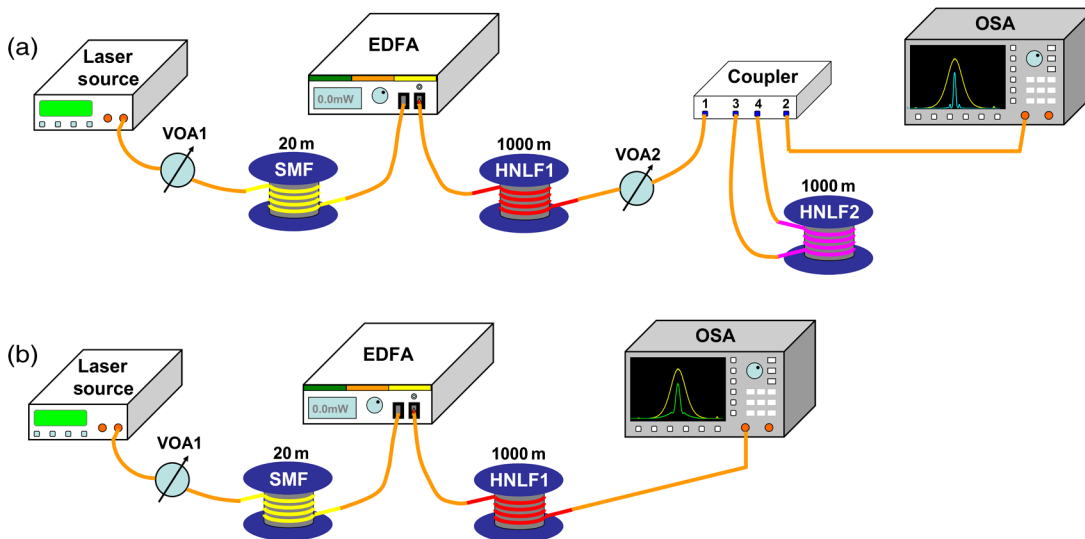 (a)
Laser
source
VOA1
20 m
SMF
EDFA
0.0mW
1000 m
HNLF1
VOA2
Coupler
1 3 4 2
1000 m
HNLF2
OSA
(b)
Laser
source
VOA1
20 m
SMF
EDFA
0.0mW
1000 m
HNLF1
OSA